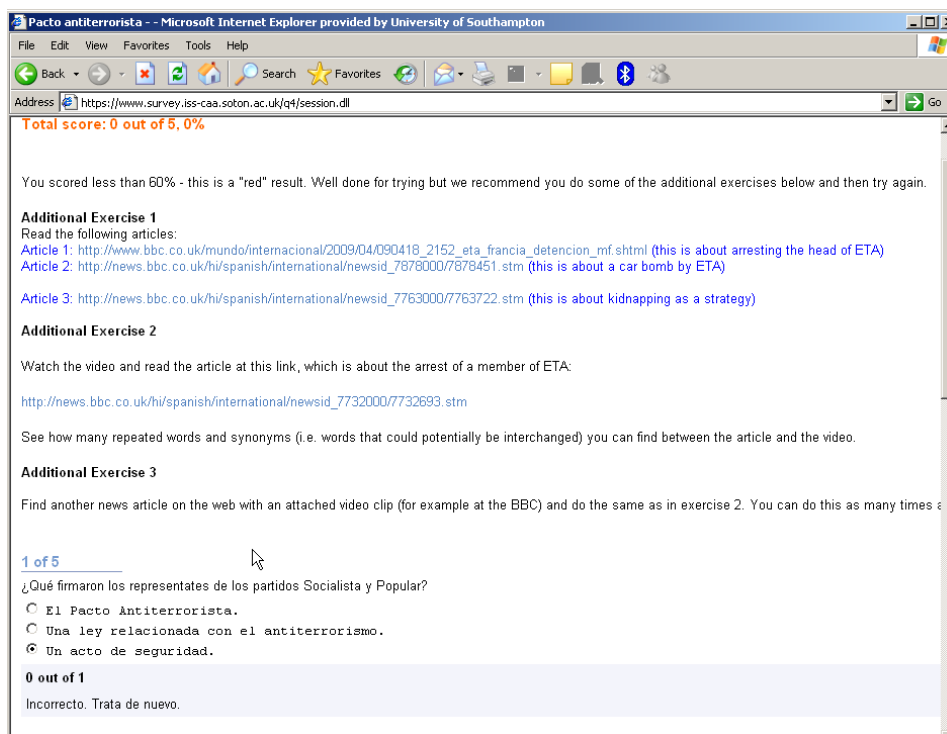 Pacto antiterrorista - - Microsoft Internet Explorer provided by University of Southampton
File Edit View Favorites Tools Help
Back Search Favorites
Address https://www.survey.iss-caa.soton.ac.uk/q4/session.dll Go
Total score: 0 out of 5, 0%
You scored less than 60% - this is a "red" result. Well done for trying but we recommend you do some of the additional exercises below and then try again.
Additional Exercise 1
Read the following articles:
Article 1: http://www.bbc.co.uk/mundo/internacional/2009/04/090418_2152_eta_francia_detencion_mf.shtml (this is about arresting the head of ETA)
Article 2: http://news.bbc.co.uk/hi/spanish/international/newsid_7878000/7878451.stm (this is about a car bomb by ETA)
Article 3: http://news.bbc.co.uk/hi/spanish/international/newsid_7763000/7763722.stm (this is about kidnapping as a strategy)
Additional Exercise 2
Watch the video and read the article at this link, which is about the arrest of a member of ETA:
http://news.bbc.co.uk/hi/spanish/international/newsid_7732000/7732693.stm
See how many repeated words and synonyms (i.e. words that could potentially be interchanged) you can find between the article and the video.
Additional Exercise 3
Find another news article on the web with an attached video clip (for example at the BBC) and do the same as in exercise 2. You can do this as many times
1 of 5
¿Qué firmaron los representates de los partidos Socialista y Popular?
El Pacto Antiterrorista.
Una ley relacionada con el antiterrorismo.
Un acto de seguridad.
0 out of 1
Incorrecto. Trata de nuevo.